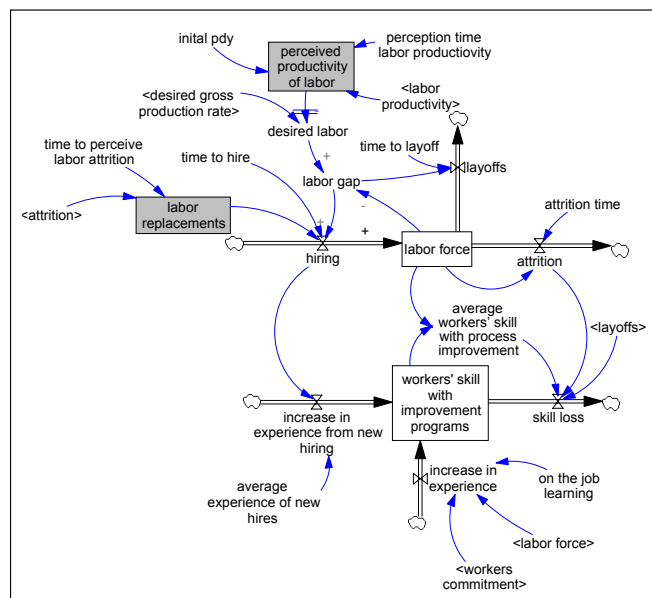 inital pdy
perceived
productivity
of labor
perception time
labor productiovity
<desired gross
production rate>
<labor
productivity>
desired labor
+
time to perceive
labor attrition
time to hire
time to layoff
layoffs
labor gap
<attrition>
labor
replacements
-
attrition time
+
+
hiring
labor force
attrition
average
workers' skill
with process
improvement
<layoffs>
workers' skill
with
improvement
programs
increase in
experience from new
hiring
skill loss
average
experience of new
hires
increase in
experience
on the job
learning
<labor force>
<workers
commitment>